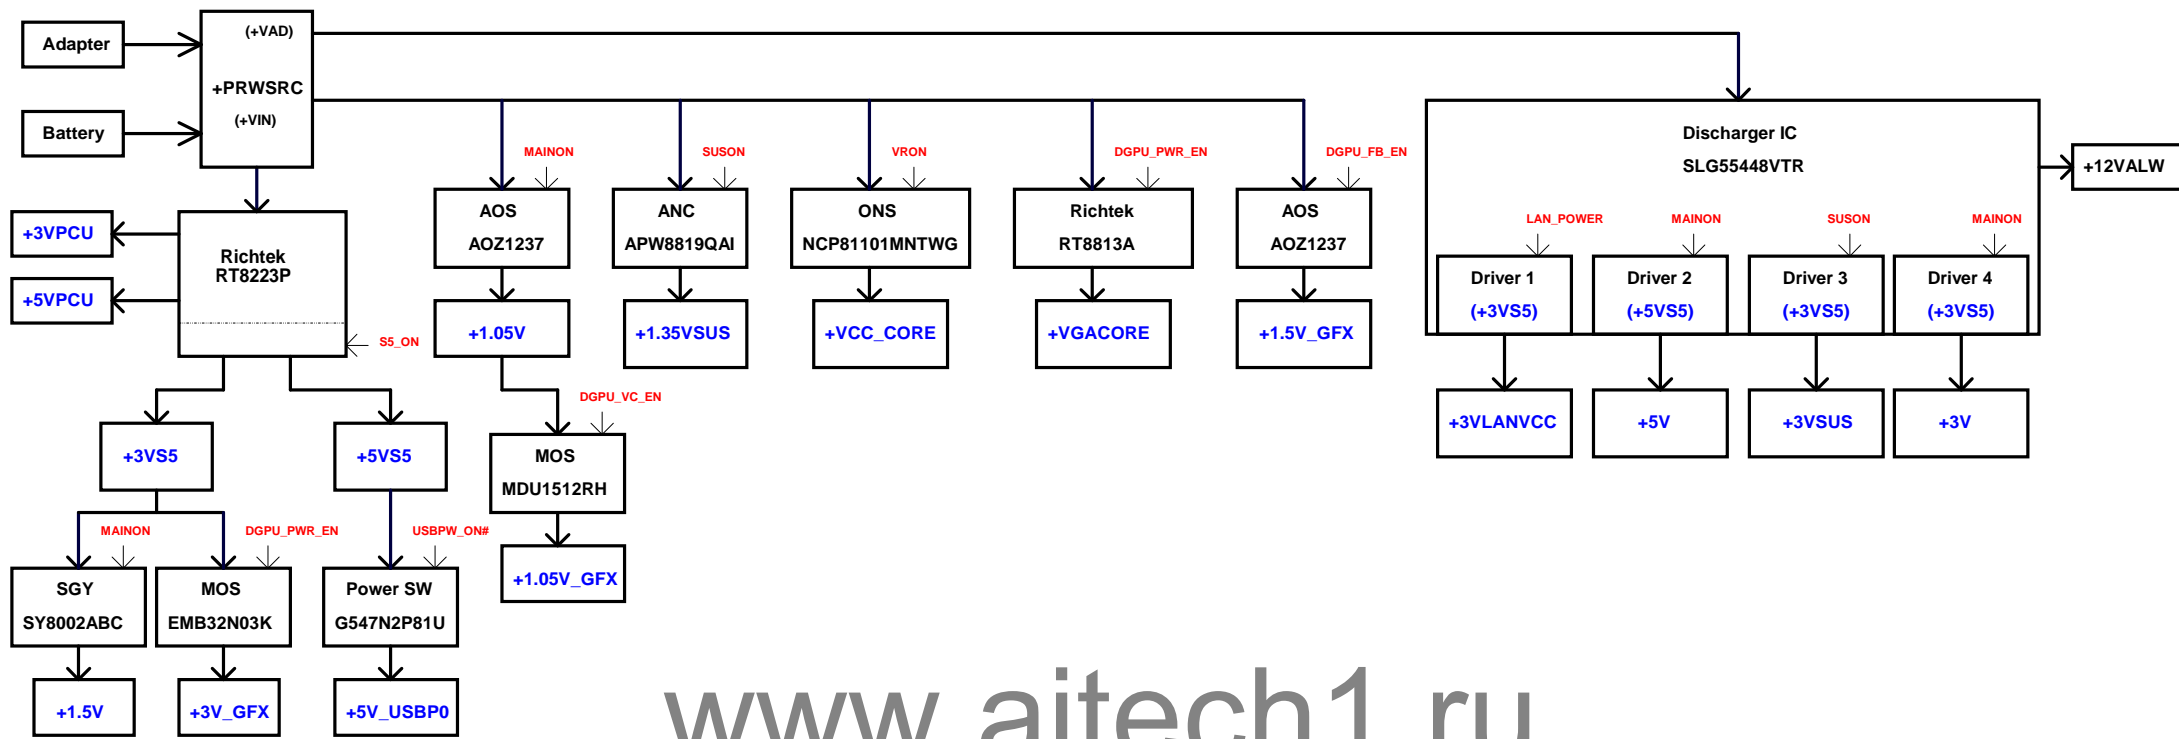 Adapter
Battery
(+VAD)
+PRWSRC
(+VIN)
MAINON
SUSON
VRON
DGPU_PWR_EN
DGPU_FB_EN
Discharger IC
SLG55448VTR
+12VALW
+3VPCU
+5VPCU
Richtek
RT8223P
S5_ON
AOS
AOZ1237
ANC
APW8819QAI
ONS
NCP81101MNTWG
Richtek
RT8813A
AOS
AOZ1237
LAN_POWER
MAINON
SUSON
MAINON
Driver 1
(+3VS5)
Driver 2
(+5VS5)
Driver 3
(+3VS5)
Driver 4
(+3VS5)
+1.05V
+1.35VSUS
+VCC_CORE
+VGACORE
+1.5V_GFX
+3VLANVCC
+5V
+3VSUS
+3V
DGPU_VC_EN
+3VS5
+5VS5
MOS
MDU1512RH
MAINON
DGPU_PWR_EN
USBPW_ON#
SGY
SY8002ABC
MOS
EMB32N03K
Power SW
G547N2P81U
+1.05V_GFX
+1.5V
+3V_GFX
+5V_USBP0
www.aitech1.ru